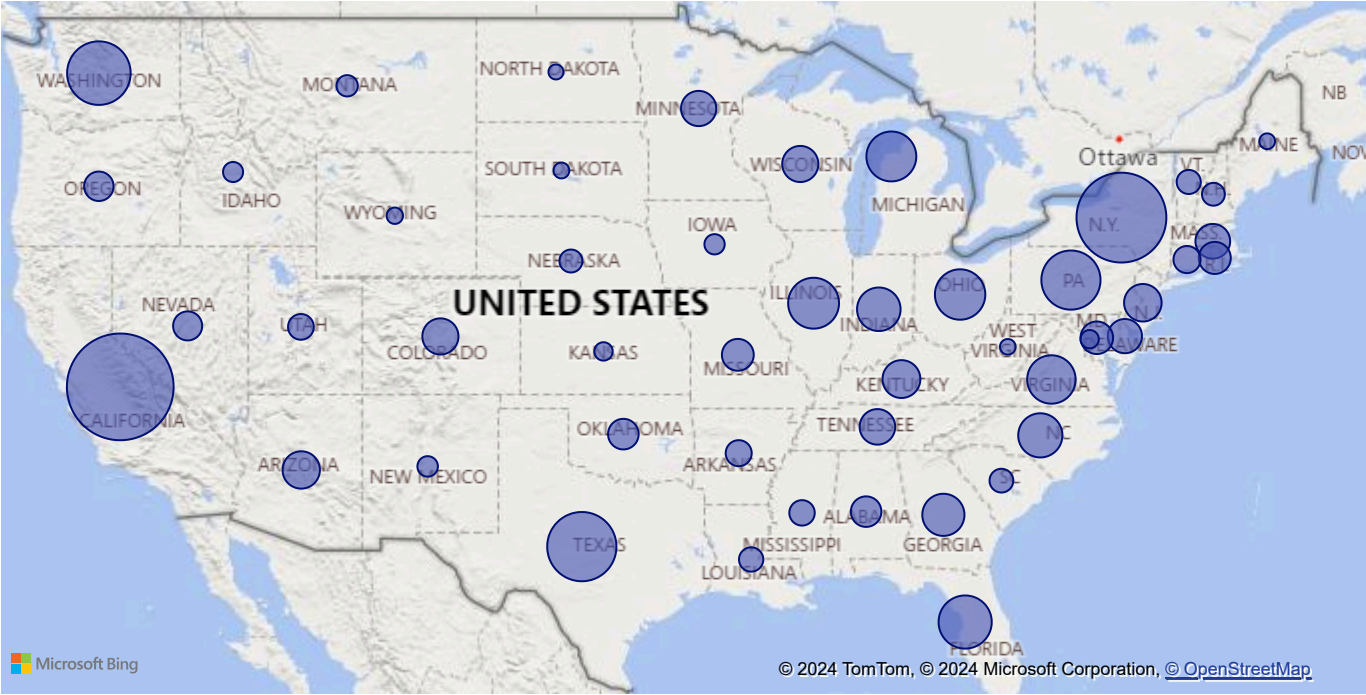 NB
NORTH DAKOTA
WASHINGTON
MONTANA
MINNESOTA
MAINE
NOV
Ottawa
VT
WISCONSIN
SOUTH DAKOTA
OREGON
IDAHO
MICHIGAN
WYOMING
IOWA
N.Y.
MASS.
R.I.
NEBRASKA
PA
OHIO
ILLINOIS
UNITED STATES
NEVADA
N.J.
UTAH
INDIANA
MD
WEST
VIRGINIA
DELAWARE
COLORADO
KANSAS
MISSOURI
KENTUCKY
VIRGINIA
CALIFORNIA
TENNESSEE
OKLAHOMA
NC
ARIZONA
NEW MEXICO
ARKANSAS
SC
ALABAMA
TEXAS
MISSISSIPPI
GEORGIA
LOUISIANA
FLORIDA
Microsoft Bing
© 2024 TomTom, © 2024 Microsoft Corporation, © OpenStreetMap